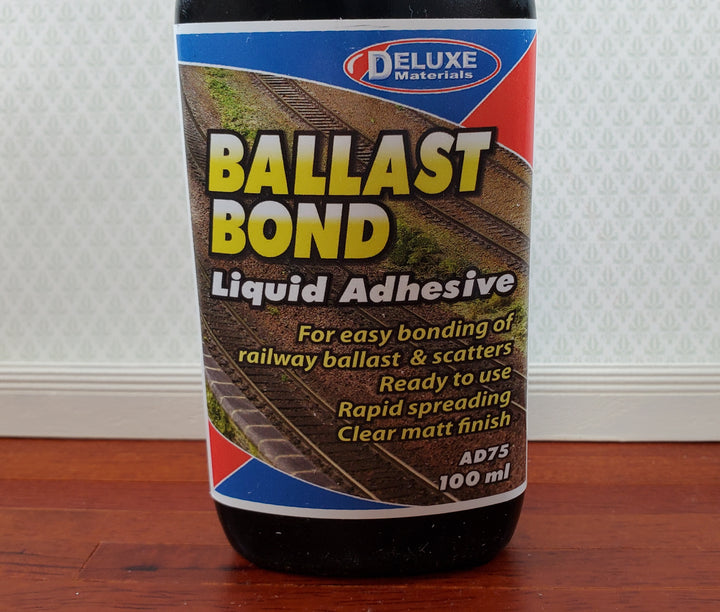 DELUXE
Materials
BALLAST
BOND
Liquid Adhesive
For easy bonding of
railway ballast & scatters
Ready to use
Rapid spreading
Clear matt finish
AD75
100 ml